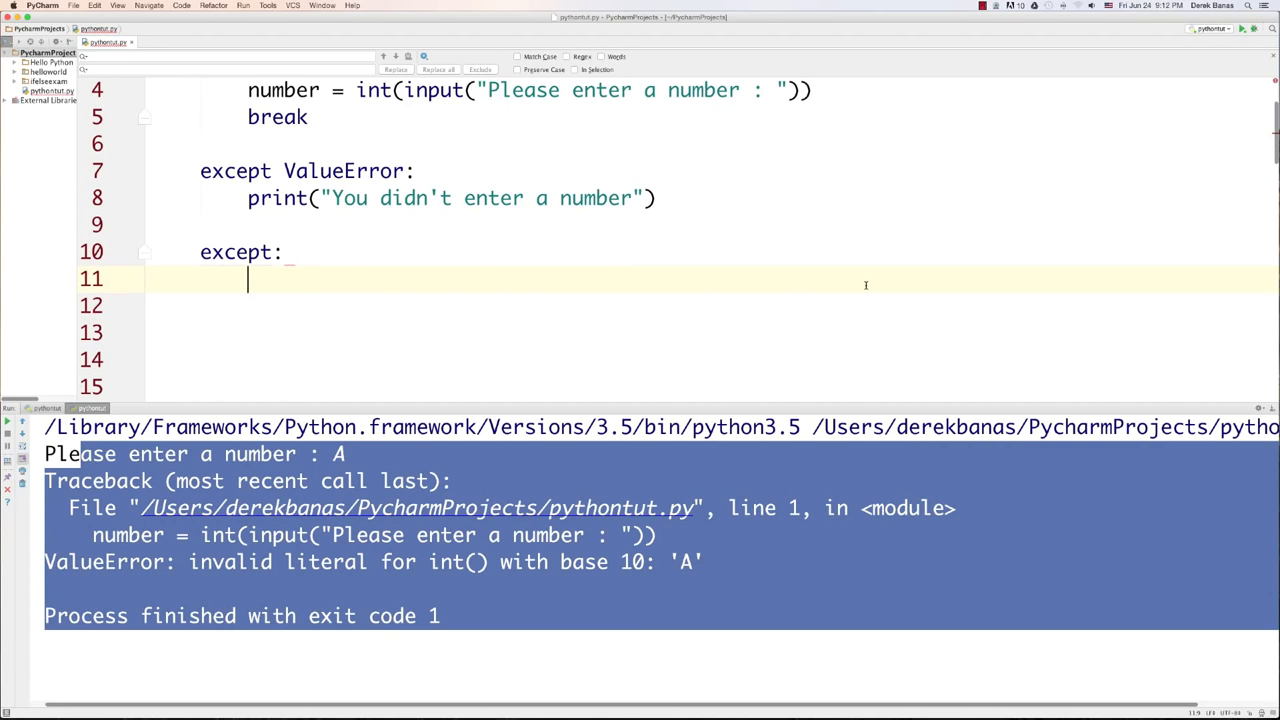 PyCharm File Edit View Navigate Code Refactor Run Tools VCS Window Help
Fri Jun 24 9:12 PM Derek Banas
pythontut.py - PycharmProjects - [~/PycharmProjects]
PycharmProjects pythontut.py
pythontut
pythontut.py
PycharmProject
Hello Python
helloworld
ifelseexam
pythontut.py
External Librarie
Match Case Regex Words
Replace Replace all Exclude Preserve Case In Selection
4 number = int(input("Please enter a number : "))
5 break
6
7 except ValueError:
8 print("You didn't enter a number")
9
10 except:
11
12
13
14
15
Run: pythontut pythontut
/Library/Frameworks/Python.framework/Versions/3.5/bin/python3.5 /Users/derekbanas/PycharmProjects/pytho
Please enter a number : A
Traceback (most recent call last):
File "/Users/derekbanas/PycharmProjects/pythontut.py", line 1, in <module>
number = int(input("Please enter a number : "))
ValueError: invalid literal for int() with base 10: 'A'
Process finished with exit code 1
11:9 LF÷ UTF-8÷